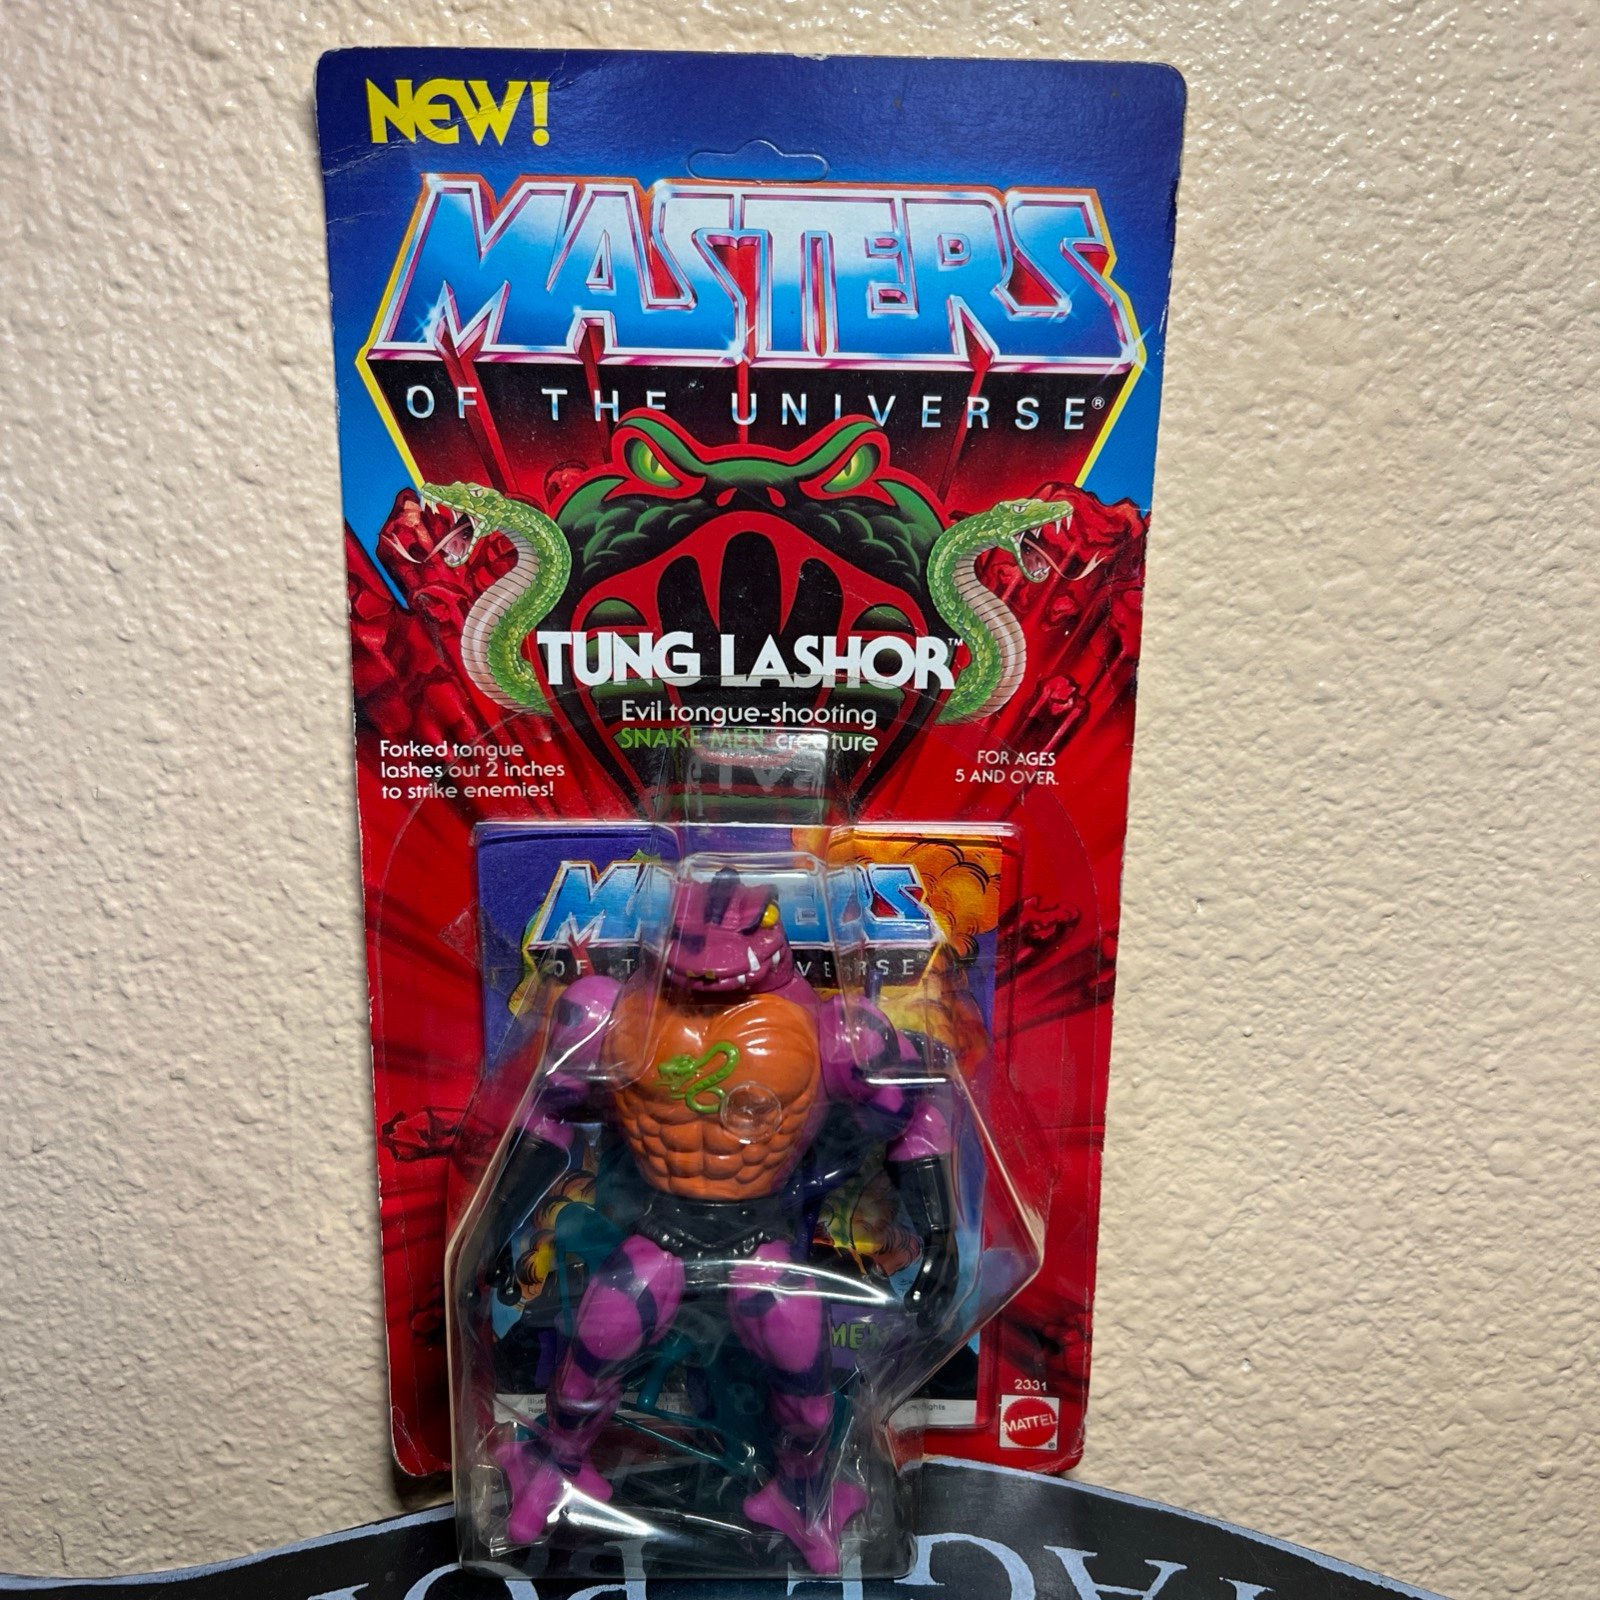 NEW!
MASTERS
OF THE UNIVERSE®
TUNG LASHOR™
Evil tongue-shooting
SNAKE MEN™ creature
Forked tongue
lashes out 2 inches
to strike enemies!
FOR AGES
5 AND OVER.
MEN
2331
MATTEL®